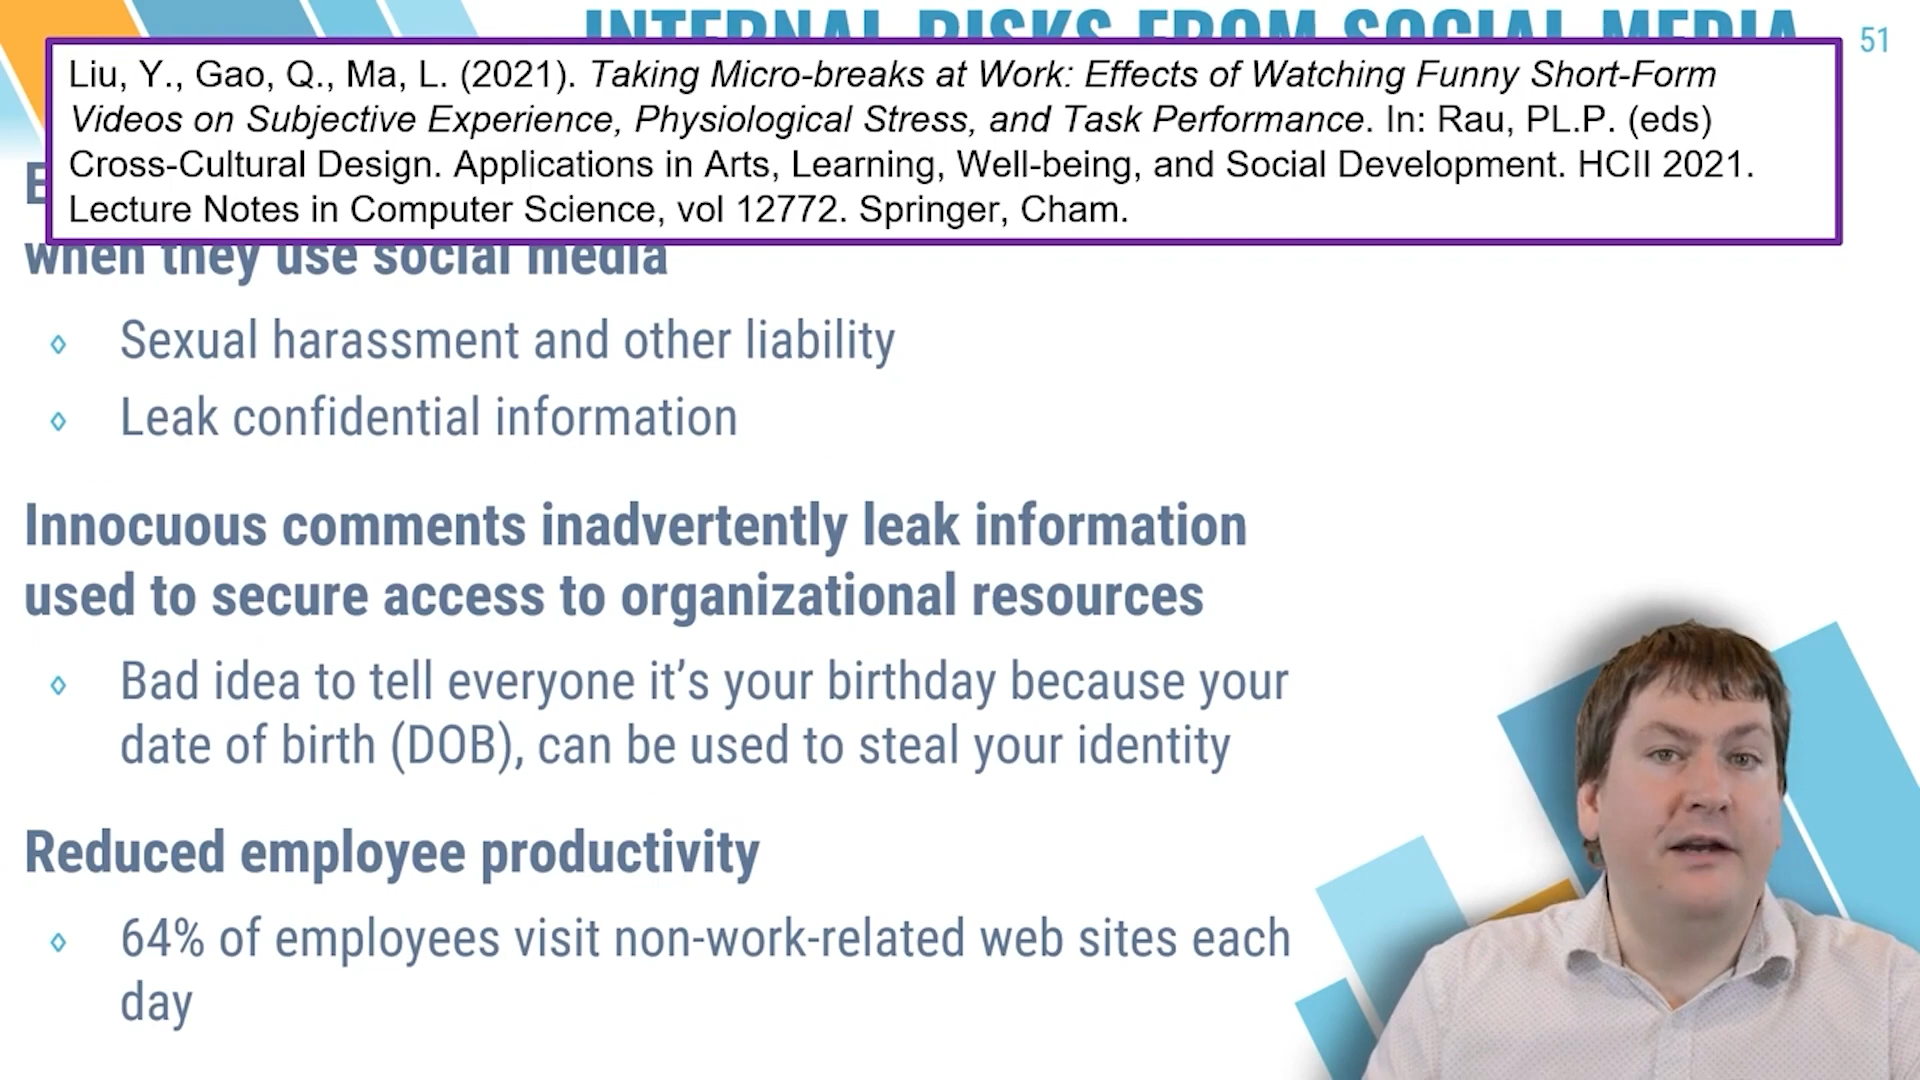 INTERNAL RISKS FROM SOCIAL MEDIA
51
Liu, Y., Gao, Q., Ma, L. (2021). Taking Micro-breaks at Work: Effects of Watching Funny Short-Form
Videos on Subjective Experience, Physiological Stress, and Task Performance. In: Rau, PL.P. (eds)
Cross-Cultural Design. Applications in Arts, Learning, Well-being, and Social Development. HCII 2021.
Lecture Notes in Computer Science, vol 12772. Springer, Cham.
when they use social media
◊ Sexual harassment and other liability
◊ Leak confidential information
Innocuous comments inadvertently leak information
used to secure access to organizational resources
◊ Bad idea to tell everyone it’s your birthday because your
date of birth (DOB), can be used to steal your identity
Reduced employee productivity
◊ 64% of employees visit non-work-related web sites each
day